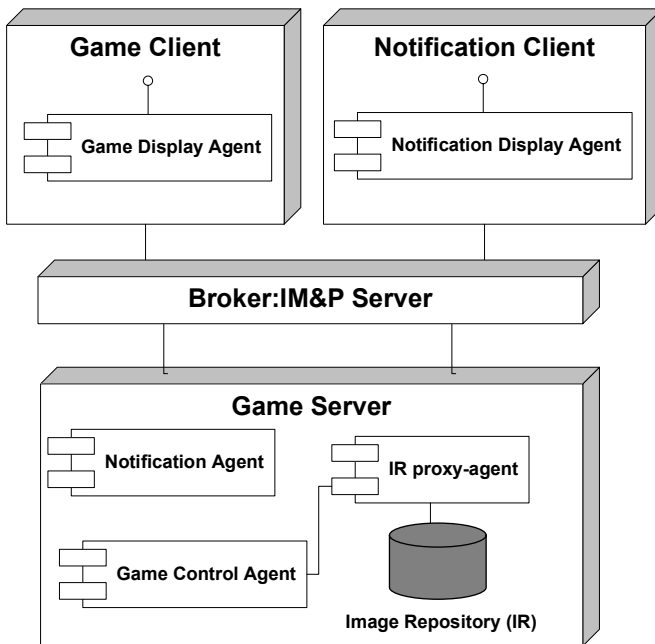 Game Client
Notification Client
Game Display Agent
Notification Display Agent
Broker:IM&P Server
Game Server
Notification Agent
IR proxy-agent
Game Control Agent
Image Repository (IR)